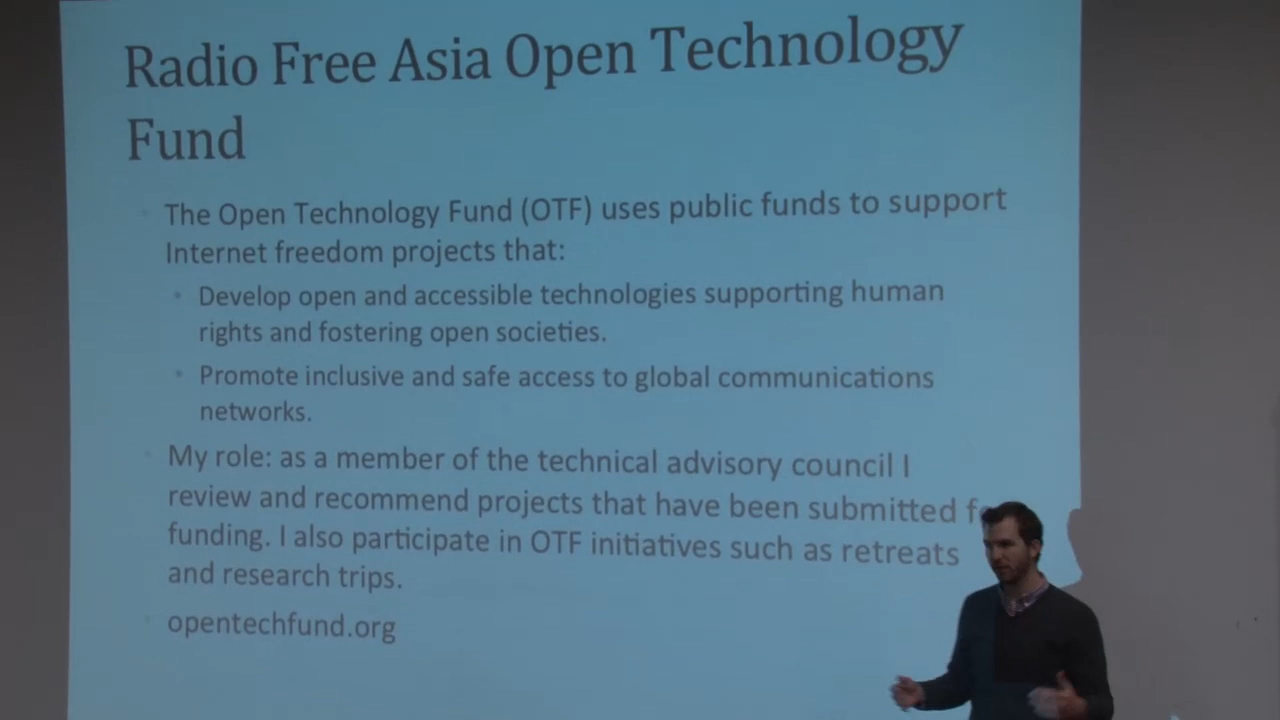 Radio Free Asia Open Technology
Fund
The Open Technology Fund (OTF) uses public funds to support
Internet freedom projects that:
Develop open and accessible technologies supporting human
rights and fostering open societies.
Promote inclusive and safe access to global communications
networks.
My role: as a member of the technical advisory council I
review and recommend projects that have been submitted
funding. I also participate in OTF initiatives such as retreats
and research trips.
opentechfund.org